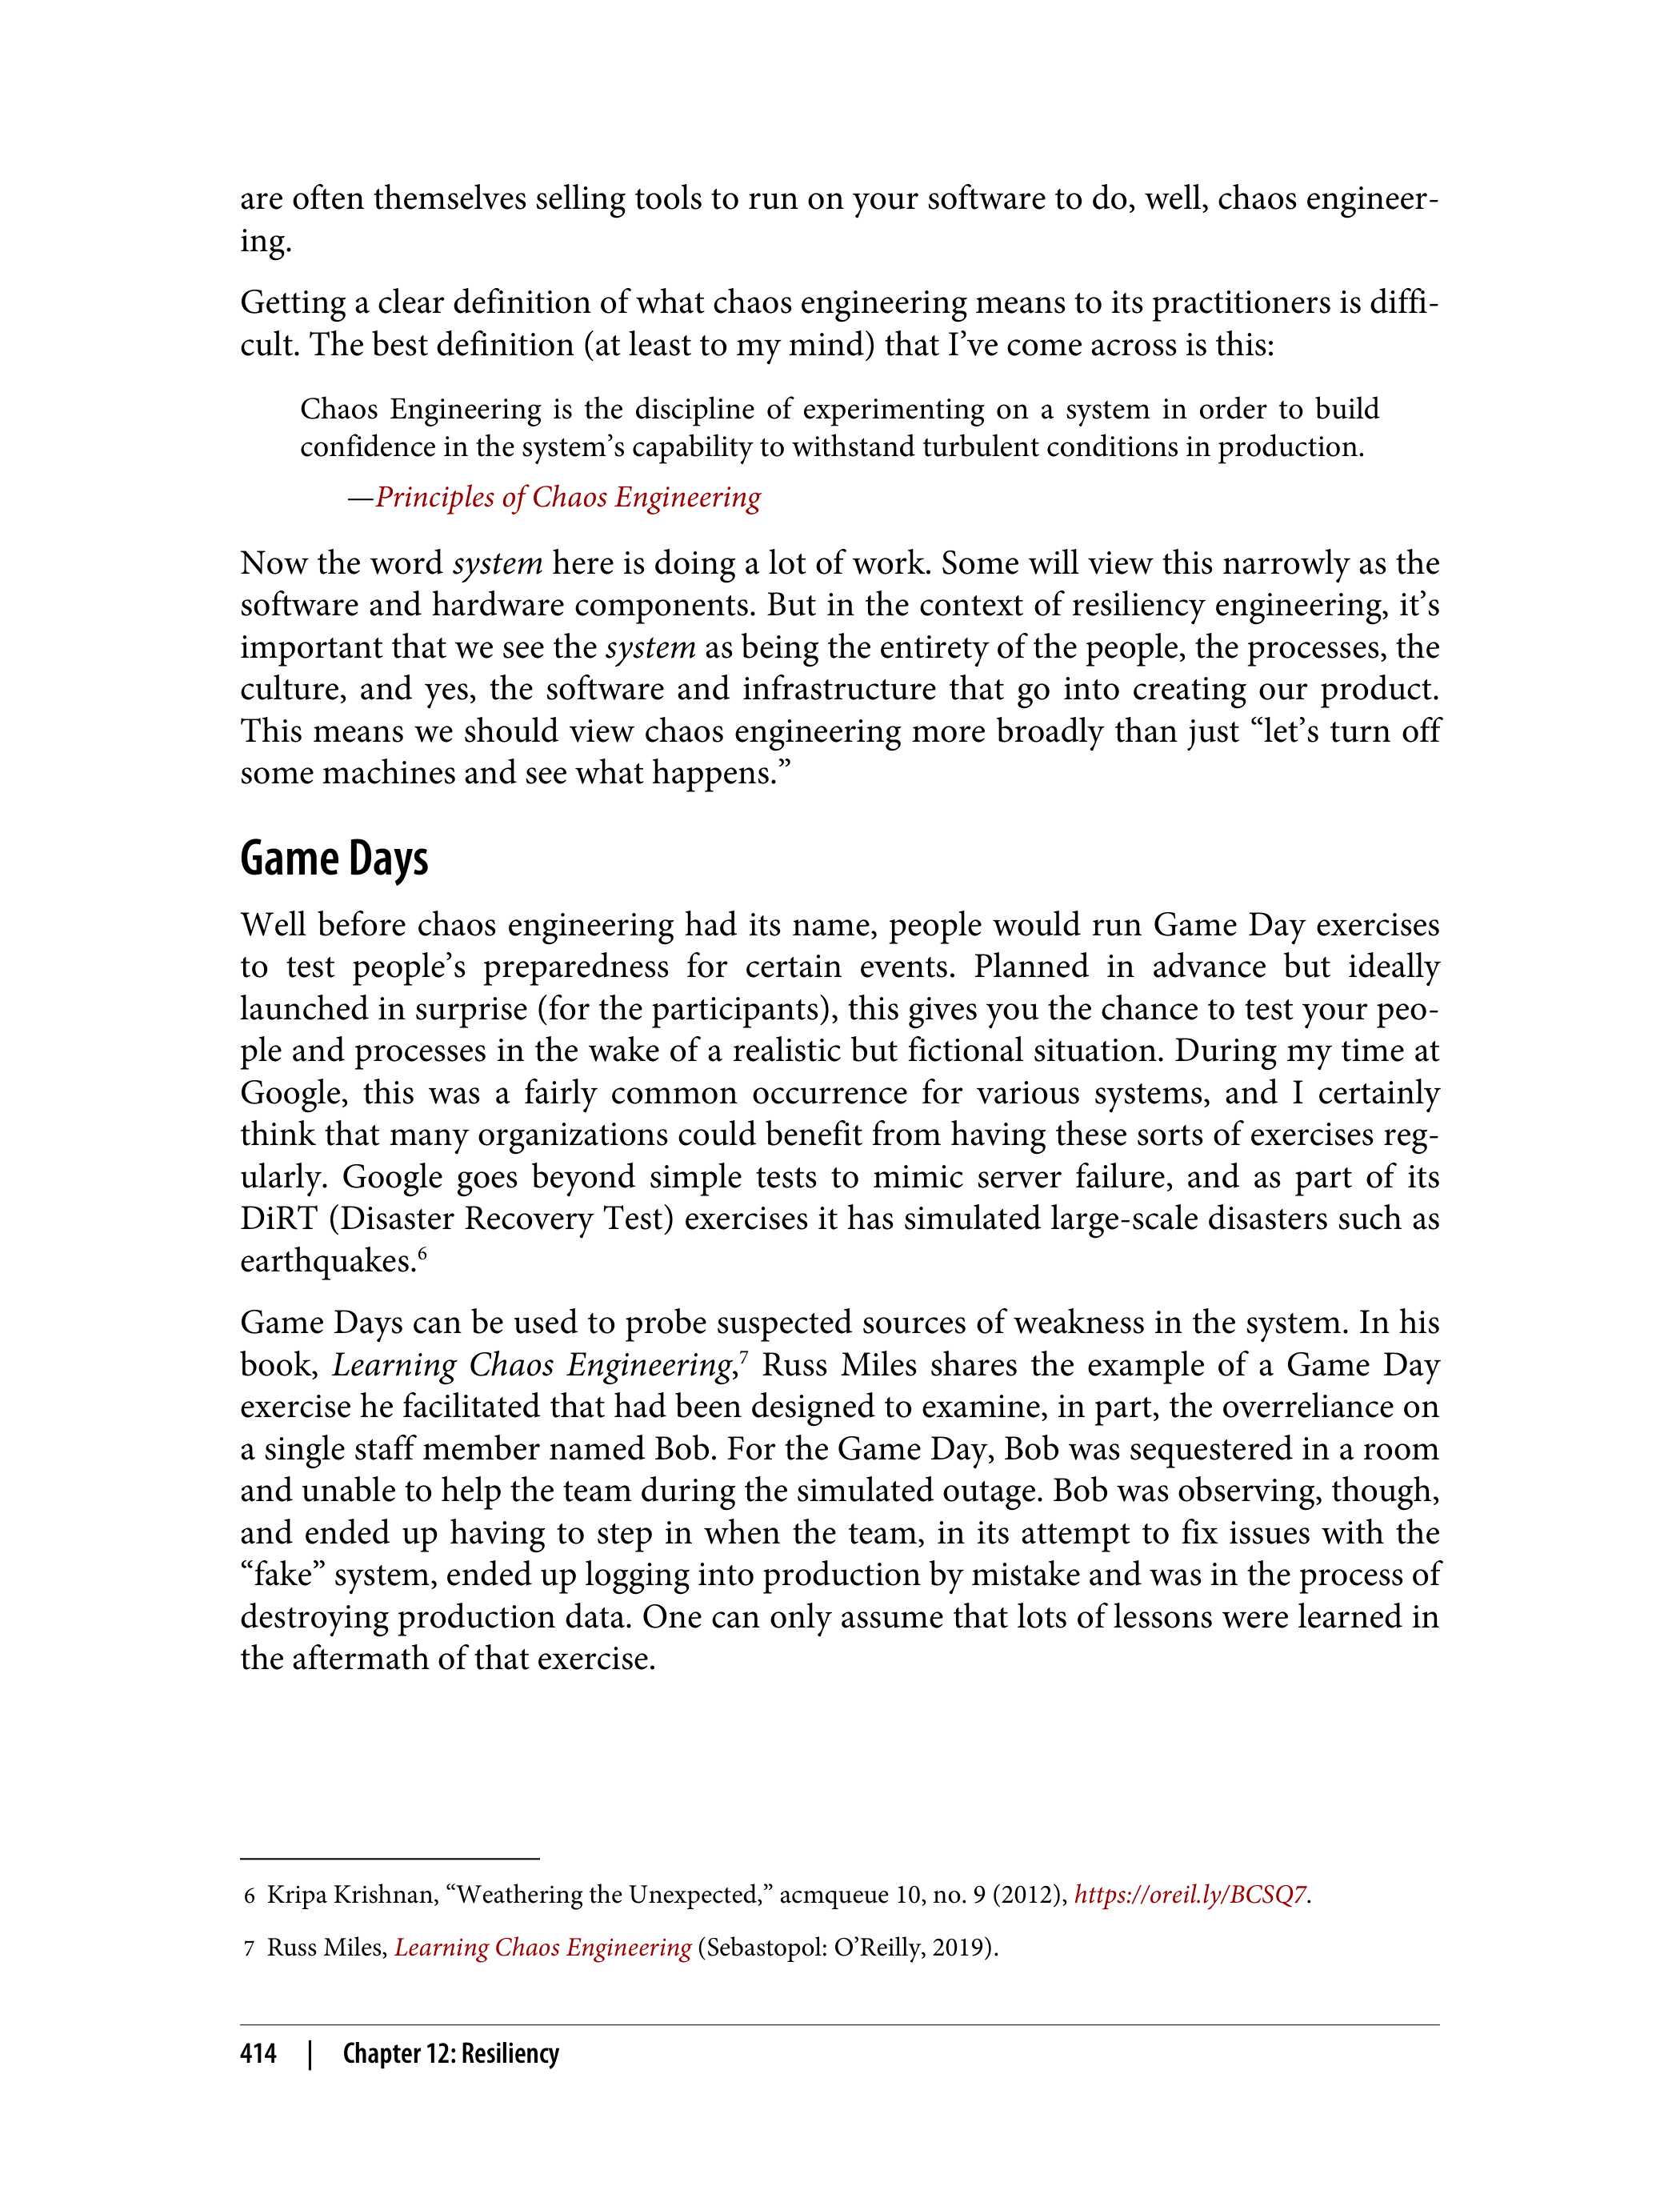 are often themselves selling tools to run on your software to do, well, chaos engineer-
ing.
Getting a clear definition of what chaos engineering means to its practitioners is diffi-
cult. The best definition (at least to my mind) that I’ve come across is this:
Chaos Engineering is the discipline of experimenting on a system in order to build
confidence in the system’s capability to withstand turbulent conditions in production.
—Principles of Chaos Engineering
Now the word system here is doing a lot of work. Some will view this narrowly as the
software and hardware components. But in the context of resiliency engineering, it’s
important that we see the system as being the entirety of the people, the processes, the
culture, and yes, the software and infrastructure that go into creating our product.
This means we should view chaos engineering more broadly than just “let’s turn off
some machines and see what happens.”
Game Days
Well before chaos engineering had its name, people would run Game Day exercises
to test people’s preparedness for certain events. Planned in advance but ideally
launched in surprise (for the participants), this gives you the chance to test your peo-
ple and processes in the wake of a realistic but fictional situation. During my time at
Google, this was a fairly common occurrence for various systems, and I certainly
think that many organizations could benefit from having these sorts of exercises reg-
ularly. Google goes beyond simple tests to mimic server failure, and as part of its
DiRT (Disaster Recovery Test) exercises it has simulated large-scale disasters such as
earthquakes.6
Game Days can be used to probe suspected sources of weakness in the system. In his
book, Learning Chaos Engineering,7 Russ Miles shares the example of a Game Day
exercise he facilitated that had been designed to examine, in part, the overreliance on
a single staff member named Bob. For the Game Day, Bob was sequestered in a room
and unable to help the team during the simulated outage. Bob was observing, though,
and ended up having to step in when the team, in its attempt to fix issues with the
“fake” system, ended up logging into production by mistake and was in the process of
destroying production data. One can only assume that lots of lessons were learned in
the aftermath of that exercise.
6 Kripa Krishnan, “Weathering the Unexpected,” acmqueue 10, no. 9 (2012), https://oreil.ly/BCSQ7.
7 Russ Miles, Learning Chaos Engineering (Sebastopol: O’Reilly, 2019).
414 | Chapter 12: Resiliency